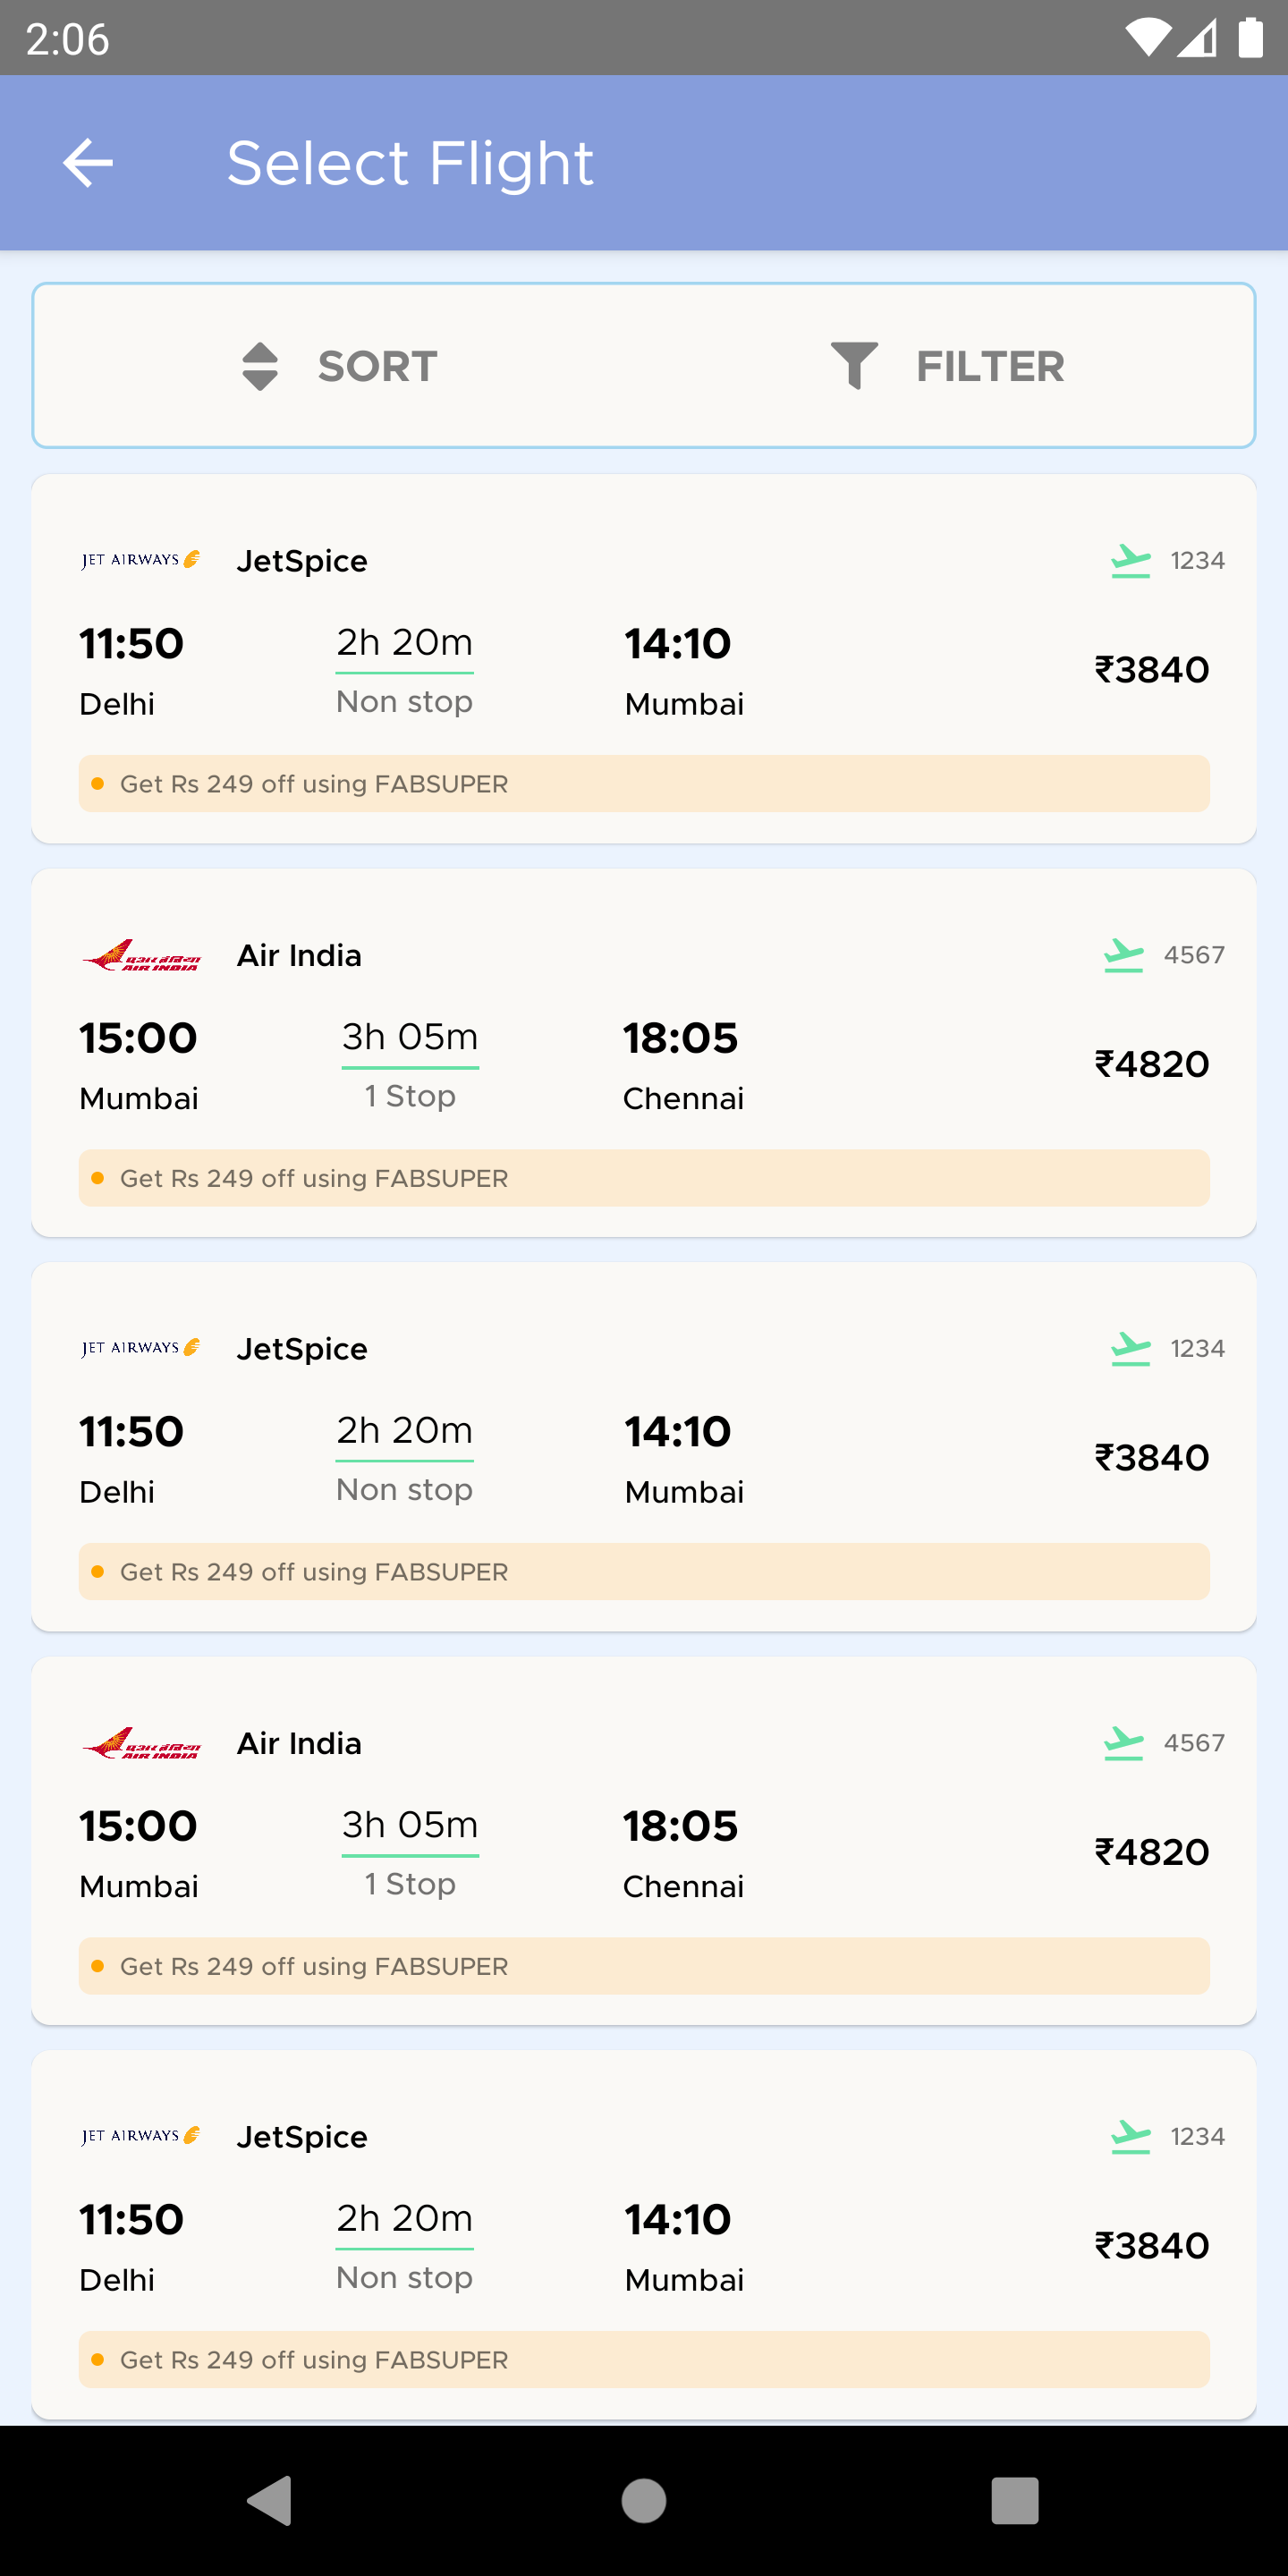 2:06
Select Flight
SORT FILTER
JET AIRWAYS JetSpice 1234
11:50 2h 20m 14:10 ₹3840
Delhi Non stop Mumbai
Get Rs 249 off using FABSUPER
AIR INDIA Air India 4567
15:00 3h 05m 18:05 ₹4820
Mumbai 1 Stop Chennai
Get Rs 249 off using FABSUPER
JET AIRWAYS JetSpice 1234
11:50 2h 20m 14:10 ₹3840
Delhi Non stop Mumbai
Get Rs 249 off using FABSUPER
AIR INDIA Air India 4567
15:00 3h 05m 18:05 ₹4820
Mumbai 1 Stop Chennai
Get Rs 249 off using FABSUPER
JET AIRWAYS JetSpice 1234
11:50 2h 20m 14:10 ₹3840
Delhi Non stop Mumbai
Get Rs 249 off using FABSUPER